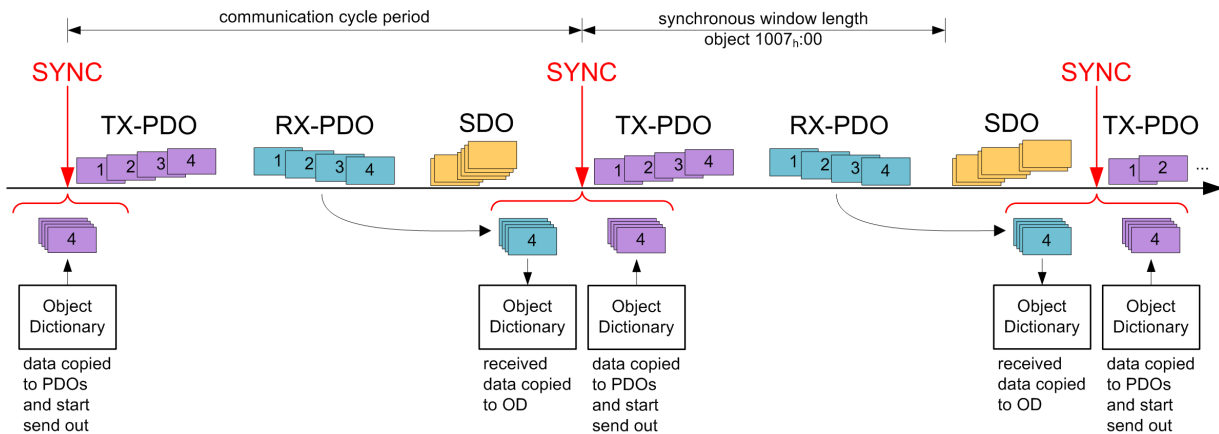 communication cycle period
synchronous window length
object 1007h:00
SYNC
SYNC
SYNC
TX-PDO
RX-PDO
SDO
TX-PDO
RX-PDO
SDO
TX-PDO
1 2 3 4
1 2 3 4
1 2 3 4
1 2 3 4
1 2 ...
4
4
4
4
4
Object
Dictionary
data copied
to PDOs
and start
send out
Object
Dictionary
received
data copied
to OD
Object
Dictionary
data copied
to PDOs
and start
send out
Object
Dictionary
received
data copied
to OD
Object
Dictionary
data copied
to PDOs
and start
send out